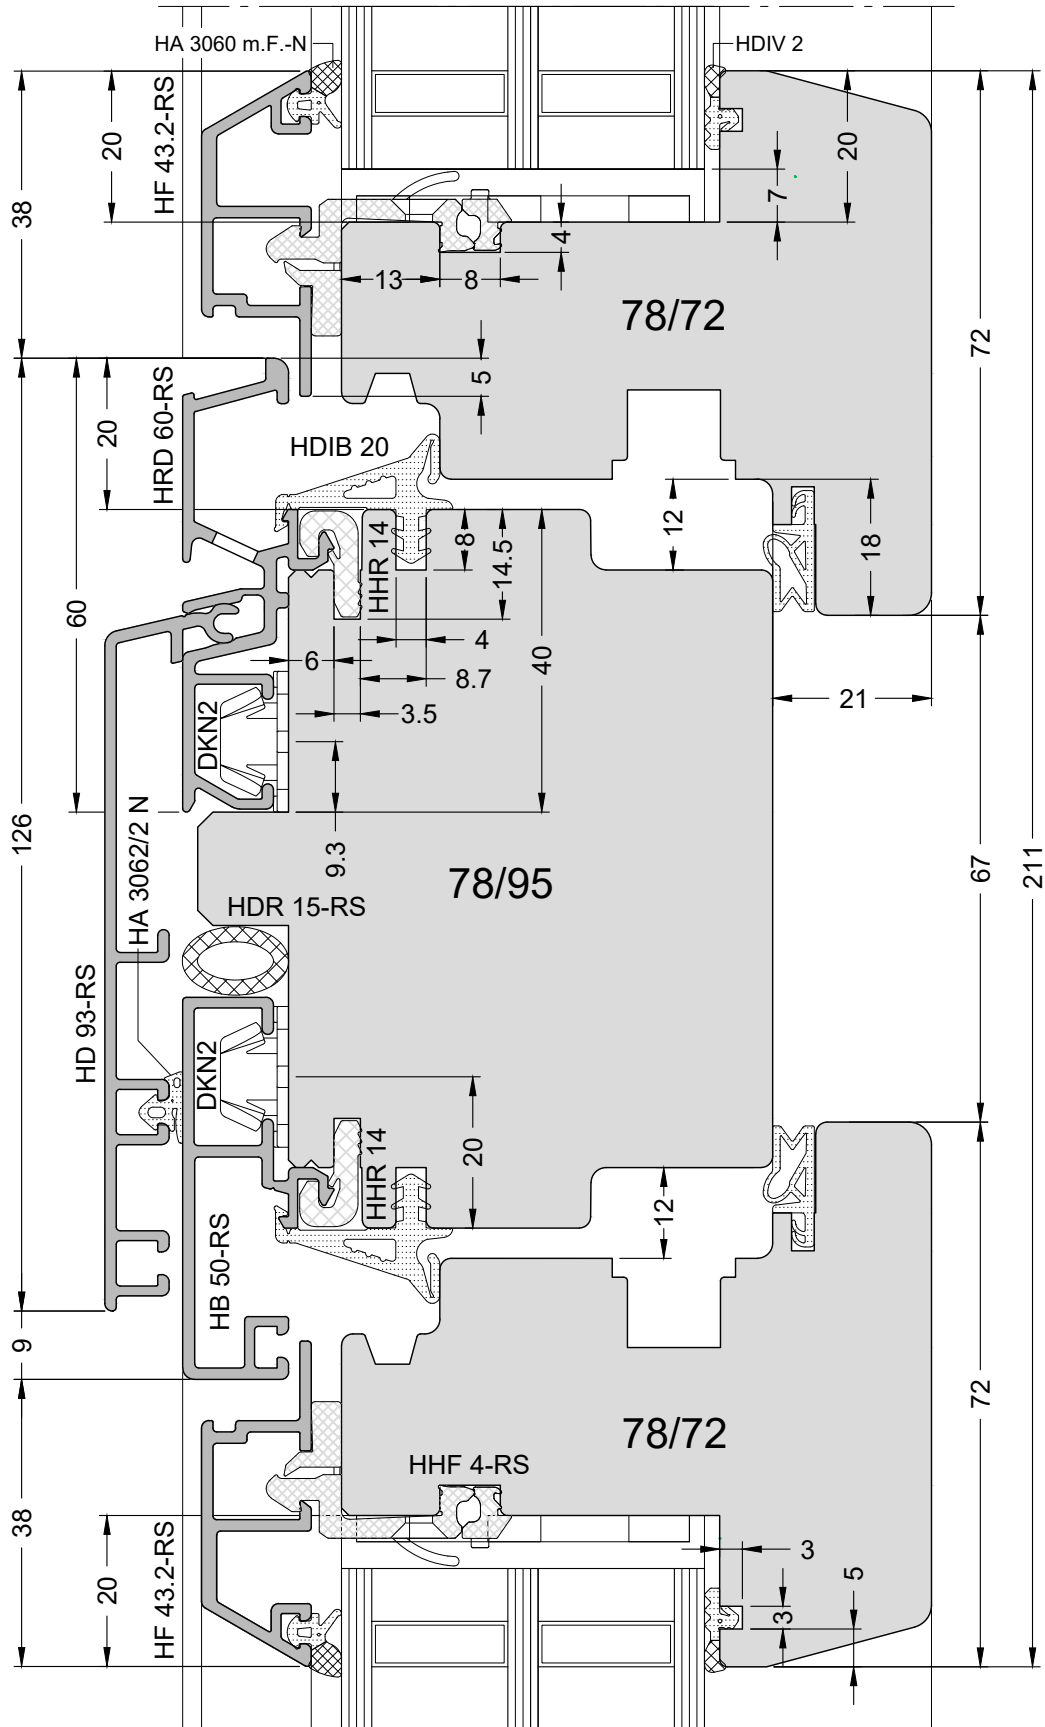 HA 3060 m.F.-N
HDIV 2
HF 43.2-RS
20
38
20
7
4
13
8
78/72
72
5
20
HRD 60-RS
HDIB 20
12
18
HHR 14
8
14.5
60
6
4
40
8.7
21
3.5
DKN2
126
9.3
HA 3062/2 N
78/95
67
211
HDR 15-RS
HD 93-RS
DKN2
HHR 14
20
12
HB 50-RS
9
72
78/72
HHF 4-RS
38
HF 43.2-RS
20
3
5
3